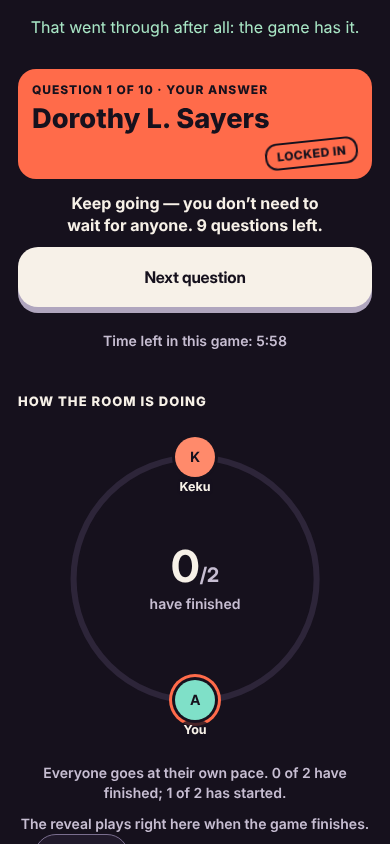 That went through after all: the game has it.
QUESTION 1 OF 10 · YOUR ANSWER
Dorothy L. Sayers
LOCKED IN
Keep going — you don’t need to
wait for anyone. 9 questions left.
Next question
Time left in this game: 5:58
HOW THE ROOM IS DOING
K
Keku
0/2
have finished
A
You
Everyone goes at their own pace. 0 of 2 have
finished; 1 of 2 has started.
The reveal plays right here when the game finishes.